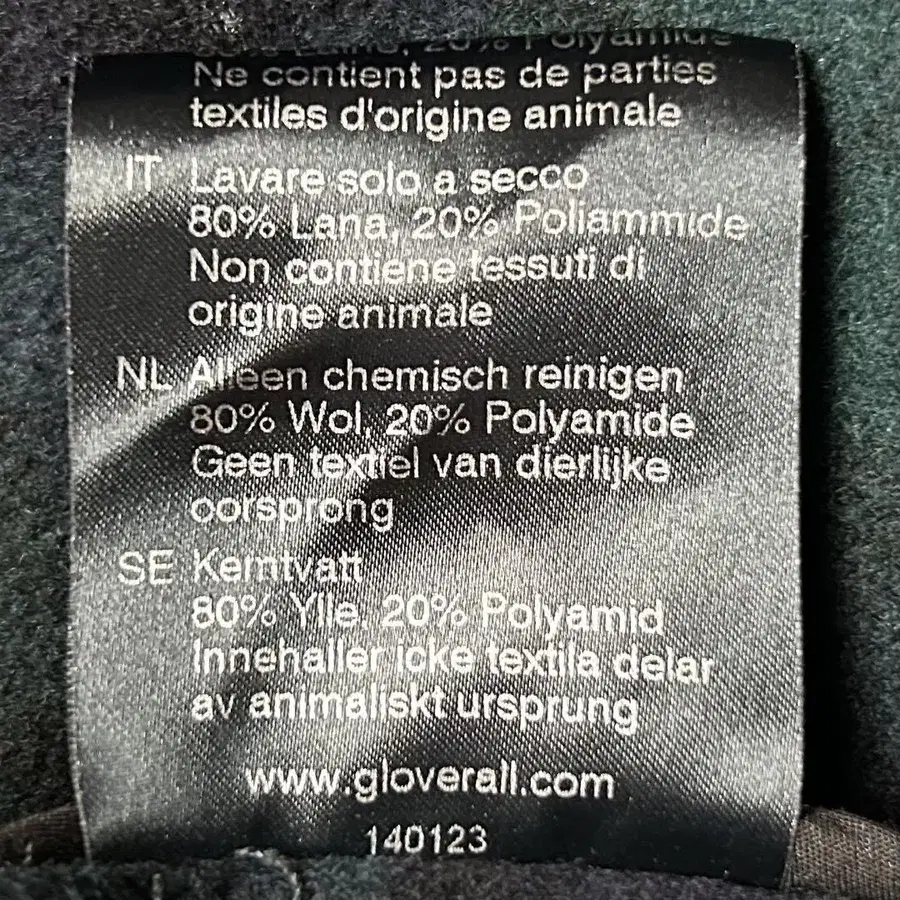 20% Polyamide
Ne contient pas de parties
textiles d'origine animale
IT Lavare solo a secco
80% Lana, 20% Poliammide
Non contiene tessuti di
origine animale
NL Alleen chemisch reinigen
80% Wol, 20% Polyamide
Geen textiel van dierlijke
oorsprong
SE Kemtvatt
80% Ylle, 20% Polyamid
Innehaller icke textila delar
av animaliskt ursprung
www.gloverall.com
140123